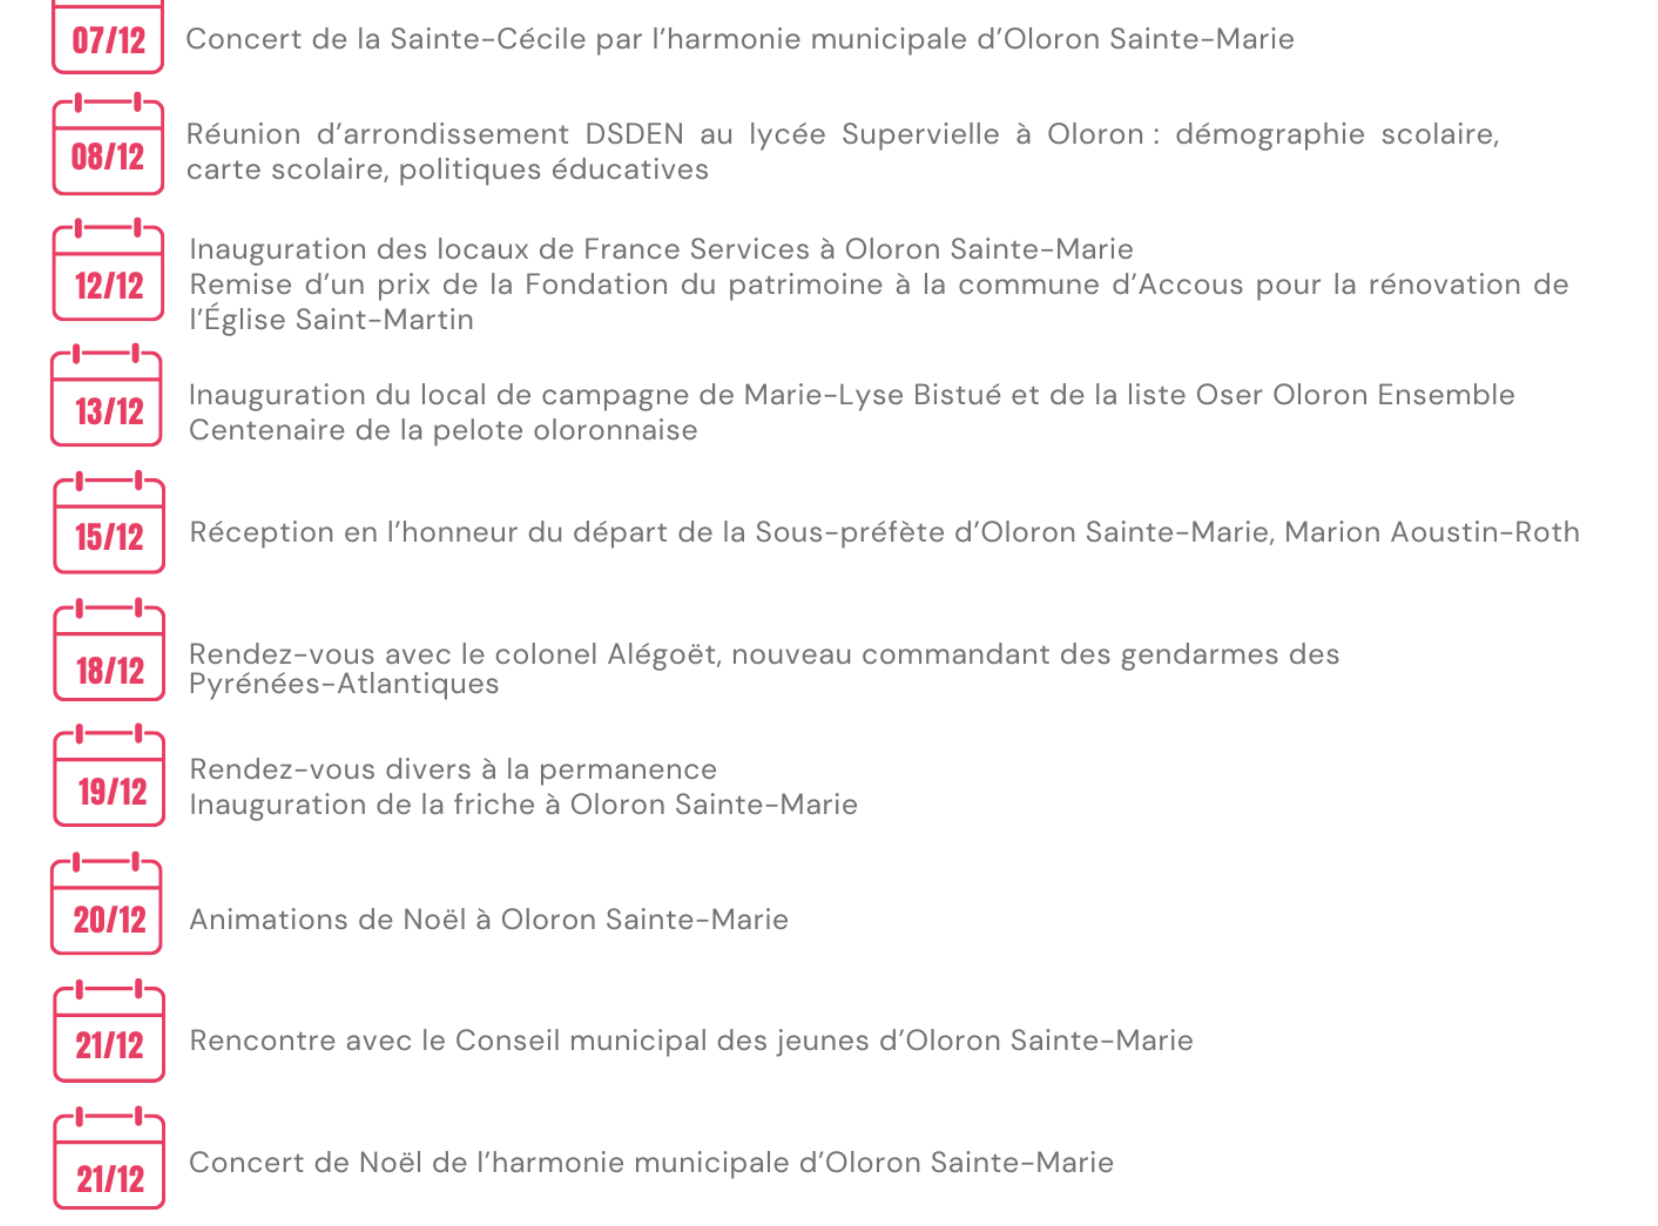 07/12
Concert de la Sainte-Cécile par l’harmonie municipale d’Oloron Sainte-Marie
08/12
Réunion d’arrondissement DSDEN au lycée Supervielle à Oloron : démographie scolaire,
carte scolaire, politiques éducatives
12/12
Inauguration des locaux de France Services à Oloron Sainte-Marie
Remise d’un prix de la Fondation du patrimoine à la commune d’Accous pour la rénovation de
l’Église Saint-Martin
13/12
Inauguration du local de campagne de Marie-Lyse Bistué et de la liste Oser Oloron Ensemble
Centenaire de la pelote oloronnaise
15/12
Réception en l’honneur du départ de la Sous-préfète d’Oloron Sainte-Marie, Marion Aoustin-Roth
18/12
Rendez-vous avec le colonel Alégoët, nouveau commandant des gendarmes des
Pyrénées-Atlantiques
19/12
Rendez-vous divers à la permanence
Inauguration de la friche à Oloron Sainte-Marie
20/12
Animations de Noël à Oloron Sainte-Marie
21/12
Rencontre avec le Conseil municipal des jeunes d’Oloron Sainte-Marie
21/12
Concert de Noël de l’harmonie municipale d’Oloron Sainte-Marie